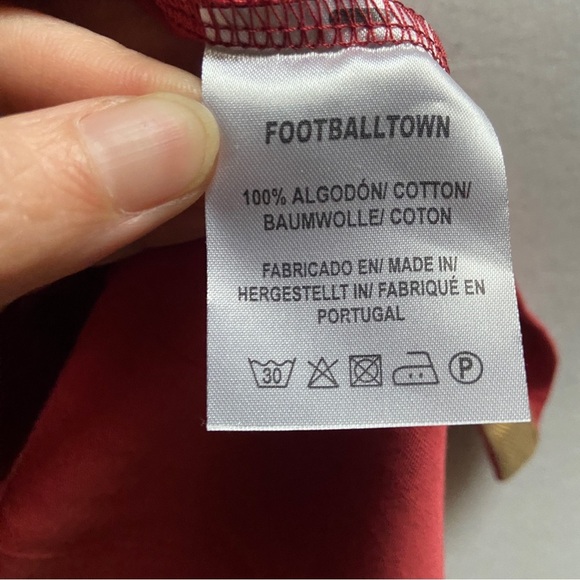 FOOTBALLTOWN
100% ALGODÓN/ COTTON/
BAUMWOLLE/ COTON
FABRICADO EN/ MADE IN/
HERGESTELLT IN/ FABRIQUÉ EN
PORTUGAL
30 P